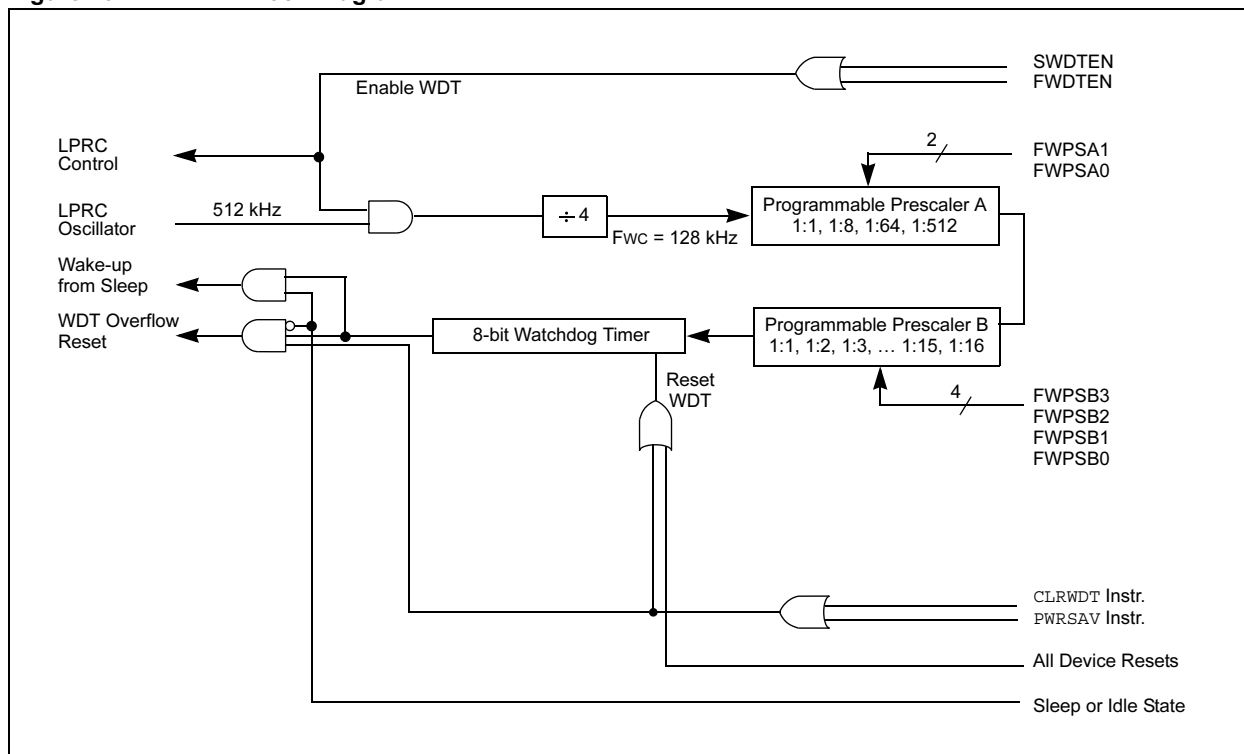 SWDTEN
FWDTEN
Enable WDT
LPRC
Control
2
FWPSA1
FWPSA0
LPRC
Oscillator
512 kHz
÷ 4
FWC = 128 kHz
Programmable Prescaler A
1:1, 1:8, 1:64, 1:512
Wake-up
from Sleep
WDT Overflow
Reset
8-bit Watchdog Timer
Programmable Prescaler B
1:1, 1:2, 1:3, … 1:15, 1:16
Reset
WDT
4
FWPSB3
FWPSB2
FWPSB1
FWPSB0
CLRWDT Instr.
PWRSAV Instr.
All Device Resets
Sleep or Idle State